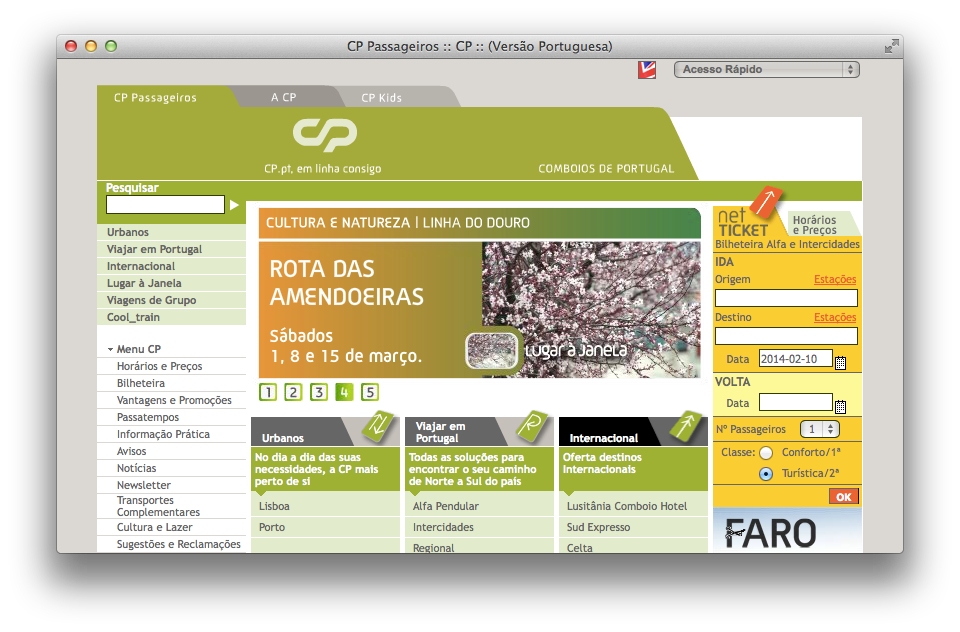 CP Passageiros :: CP :: (Versão Portuguesa)
Acesso Rápido
CP Passageiros
A CP
CP Kids
CP
CP.pt, em linha consigo
COMBOIOS DE PORTUGAL
Pesquisar
Urbanos
Viajar em Portugal
Internacional
Lugar à Janela
Viagens de Grupo
Cool_train
Menu CP
Horários e Preços
Bilheteira
Vantagens e Promoções
Passatempos
Informação Prática
Avisos
Notícias
Newsletter
Transportes
Complementares
Cultura e Lazer
Sugestões e Reclamações
CULTURA E NATUREZA | LINHA DO DOURO
ROTA DAS
AMENDOEIRAS
Sábados
1, 8 e 15 de março.
Lugar à Janela
1 2 3 4 5
Urbanos
No dia a dia das suas
necessidades, a CP mais
perto de si
Lisboa
Porto
Viajar em
Portugal
Todas as soluções para
encontrar o seu caminho
de Norte a Sul do país
Alfa Pendular
Intercidades
Regional
Internacional
Oferta destinos
Internacionais
Lusitânia Comboio Hotel
Sud Expresso
Celta
net
TICKET
Horários
e Preços
Bilheteira Alfa e Intercidades
IDA
Origem Estações
Destino Estações
Data 2014-02-10
VOLTA
Data
Nº Passageiros 1
Classe: Conforto/1ª
Turística/2ª
OK
FARO